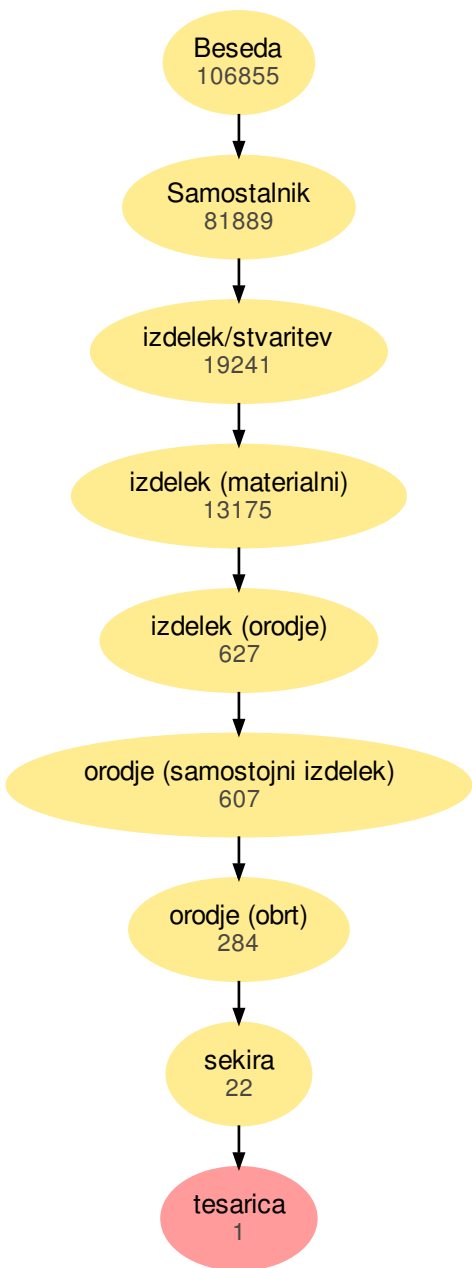 Beseda
106855
Samostalnik
81889
izdelek/stvaritev
19241
izdelek (materialni)
13175
izdelek (orodje)
627
orodje (samostojni izdelek)
607
orodje (obrt)
284
sekira
22
tesarica
1